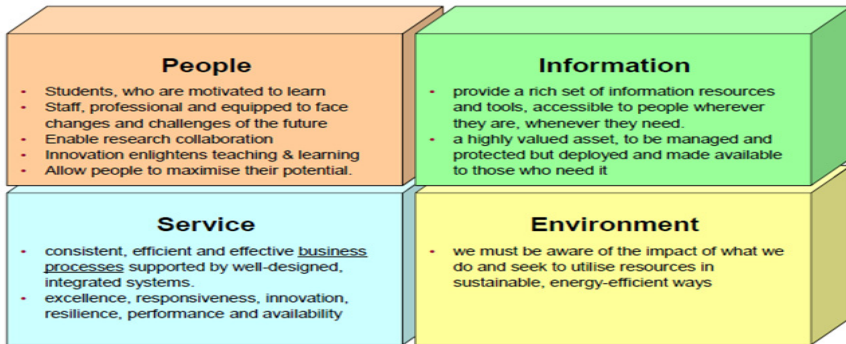 People
• Students, who are motivated to learn
• Staff, professional and equipped to face
changes and challenges of the future
• Enable research collaboration
• Innovation enlightens teaching & learning
• Allow people to maximise their potential.
Information
• provide a rich set of information resources
and tools, accessible to people wherever
they are, whenever they need.
• a highly valued asset, to be managed and
protected but deployed and made available
to those who need it
Service
• consistent, efficient and effective business
processes supported by well-designed,
integrated systems.
• excellence, responsiveness, innovation,
resilience, performance and availability
Environment
• we must be aware of the impact of what we
do and seek to utilise resources in
sustainable, energy-efficient ways